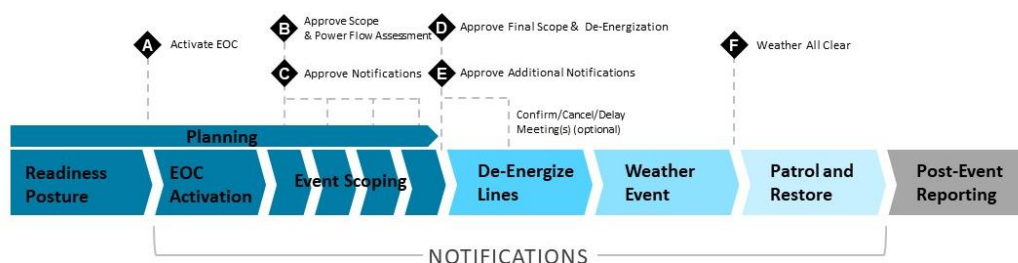 A Activate EOC
B Approve Scope
& Power Flow Assessment
C Approve Notifications
D Approve Final Scope & De-Energization
E Approve Additional Notifications
Confirm/Cancel/Delay
Meeting(s) (optional)
F Weather All Clear
Planning
Readiness
Posture
EOC
Activation
Event Scoping
De-Energize
Lines
Weather
Event
Patrol and
Restore
Post-Event
Reporting
NOTIFICATIONS